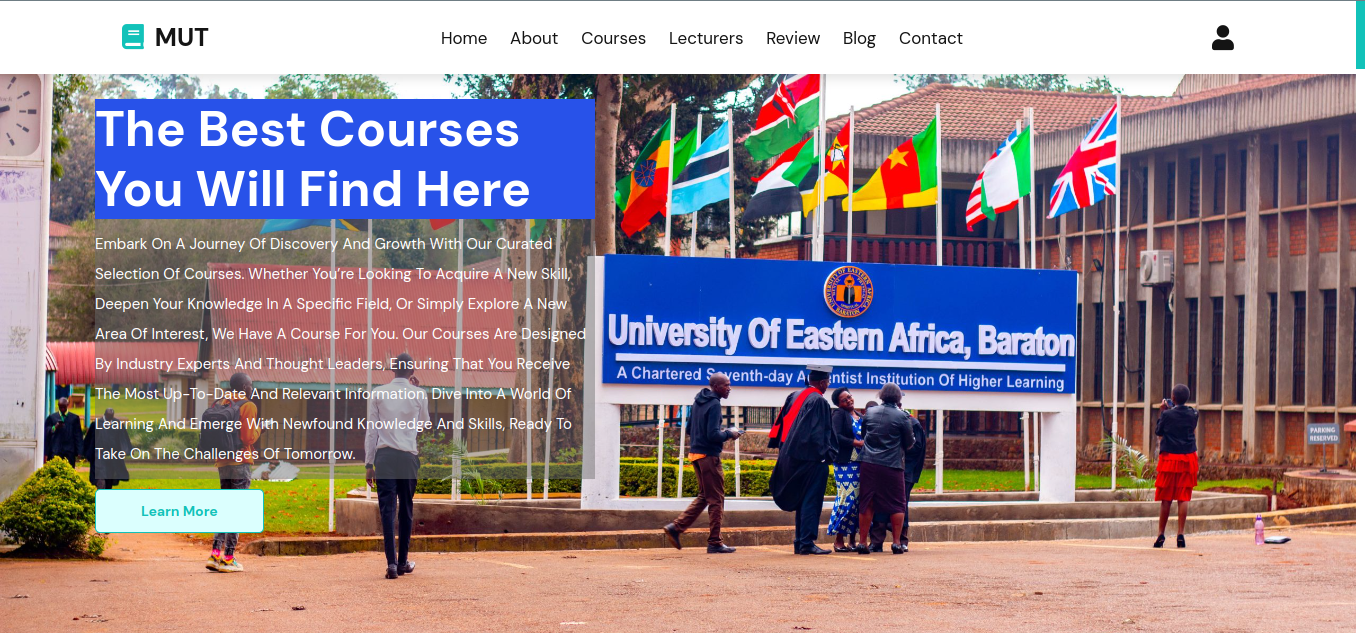 MUT
Home About Courses Lecturers Review Blog Contact
The Best Courses
You Will Find Here
Embark On A Journey Of Discovery And Growth With Our Curated
Selection Of Courses. Whether You're Looking To Acquire A New Skill,
Deepen Your Knowledge In A Specific Field, Or Simply Explore A New
Area Of Interest, We Have A Course For You. Our Courses Are Designed
By Industry Experts And Thought Leaders, Ensuring That You Receive
The Most Up-To-Date And Relevant Information. Dive Into A World Of
Learning And Emerge With Newfound Knowledge And Skills, Ready To
Take On The Challenges Of Tomorrow.
Learn More
University Of Eastern Africa, Baraton
A Chartered Seventh-day Adventist Institution Of Higher Learning
PARKING
RESERVED